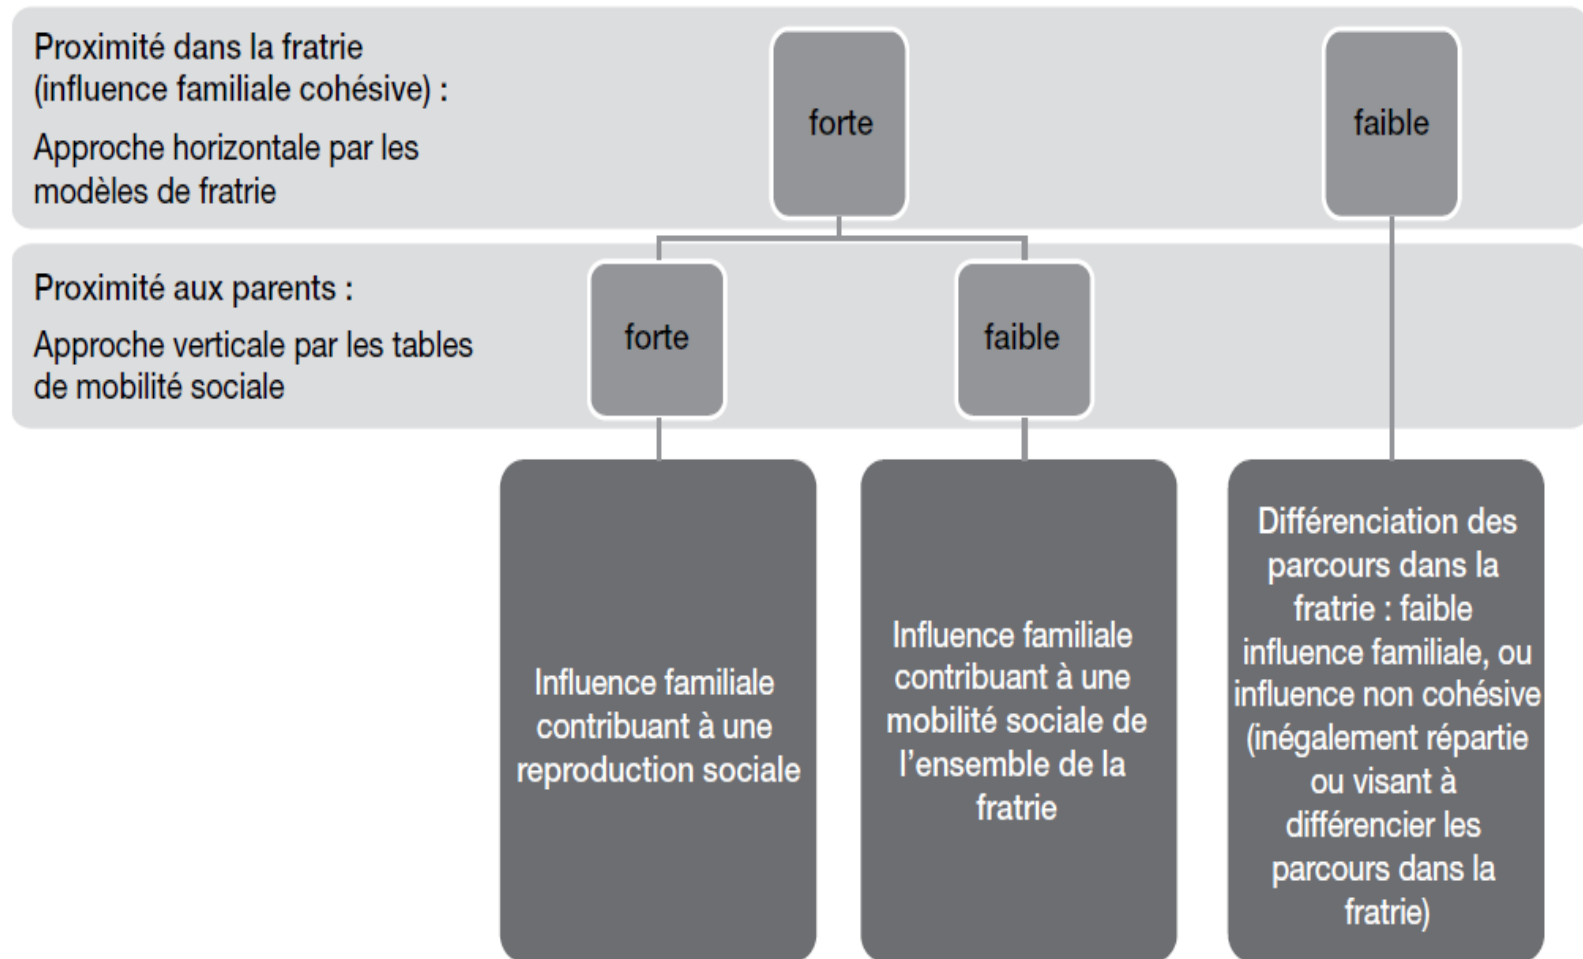 Proximité dans la fratrie
(influence familiale cohésive) :
Approche horizontale par les
modèles de fratrie
forte
faible
Proximité aux parents :
Approche verticale par les tables
de mobilité sociale
forte
faible
Influence familiale
contribuant à une
reproduction sociale
Influence familiale
contribuant à une
mobilité sociale de
l’ensemble de la
fratrie
Différenciation des
parcours dans la
fratrie : faible
influence familiale, ou
influence non cohésive
(inégalement répartie
ou visant à
différencier les
parcours dans la
fratrie)